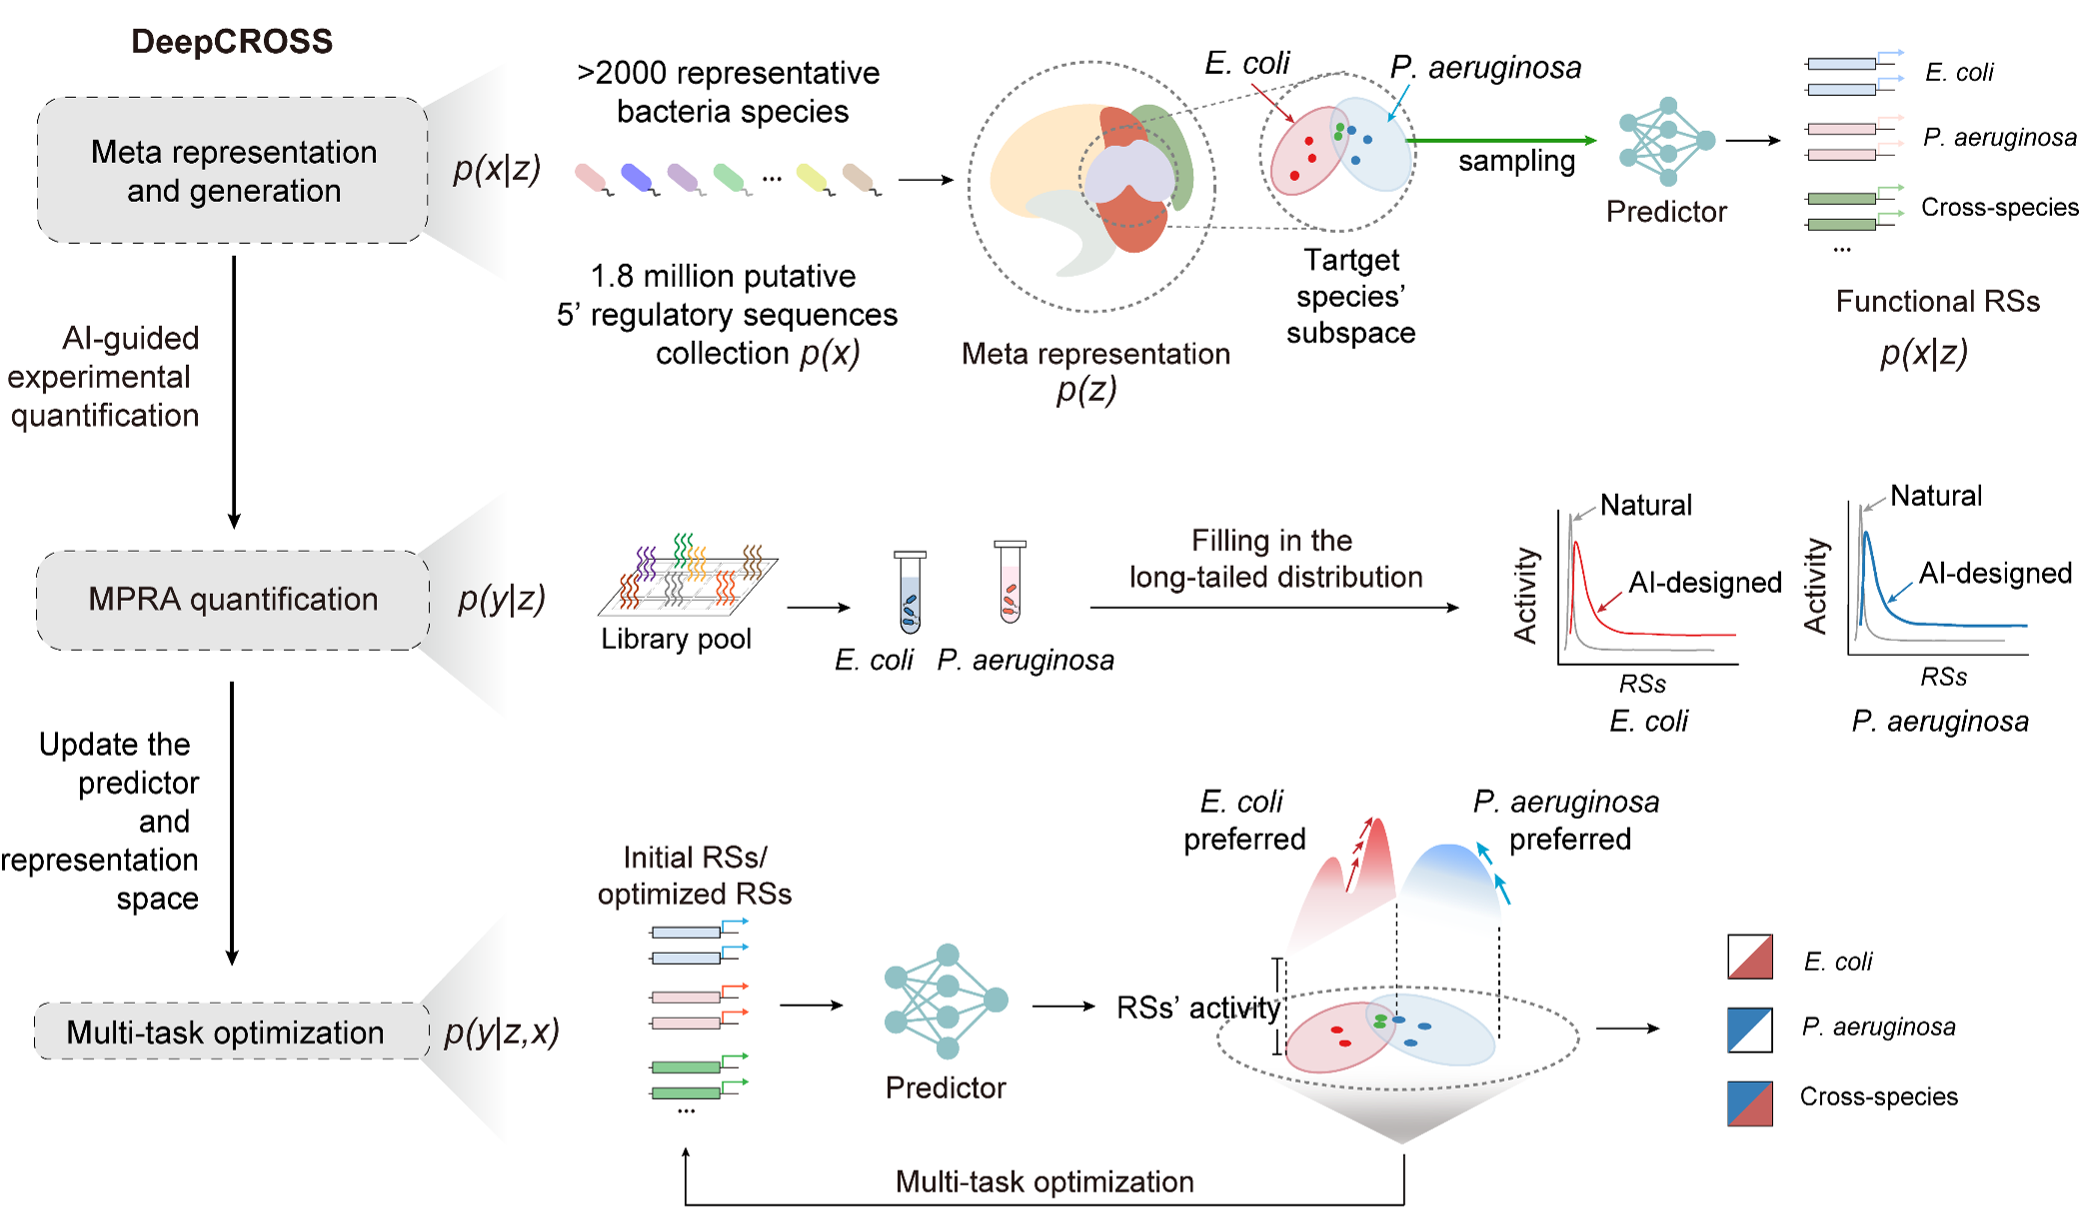 DeepCROSS
Meta representation
and generation
p(x|z)
>2000 representative
bacteria species
...
1.8 million putative
5’ regulatory sequences
collection p(x)
Meta representation
p(z)
E. coli
P. aeruginosa
Tartget
species’
subspace
sampling
Predictor
E. coli
P. aeruginosa
Cross-species
...
Functional RSs
p(x|z)
AI-guided
experimental
quantification
MPRA quantification
p(y|z)
Library pool
E. coli
P. aeruginosa
Filling in the
long-tailed distribution
Activity
Natural
AI-designed
RSs
E. coli
Activity
Natural
AI-designed
RSs
P. aeruginosa
Update the
predictor
and
representation
space
Multi-task optimization
p(y|z,x)
Initial RSs/
optimized RSs
...
Predictor
RSs’ activity
E. coli
preferred
P. aeruginosa
preferred
E. coli
P. aeruginosa
Cross-species
Multi-task optimization